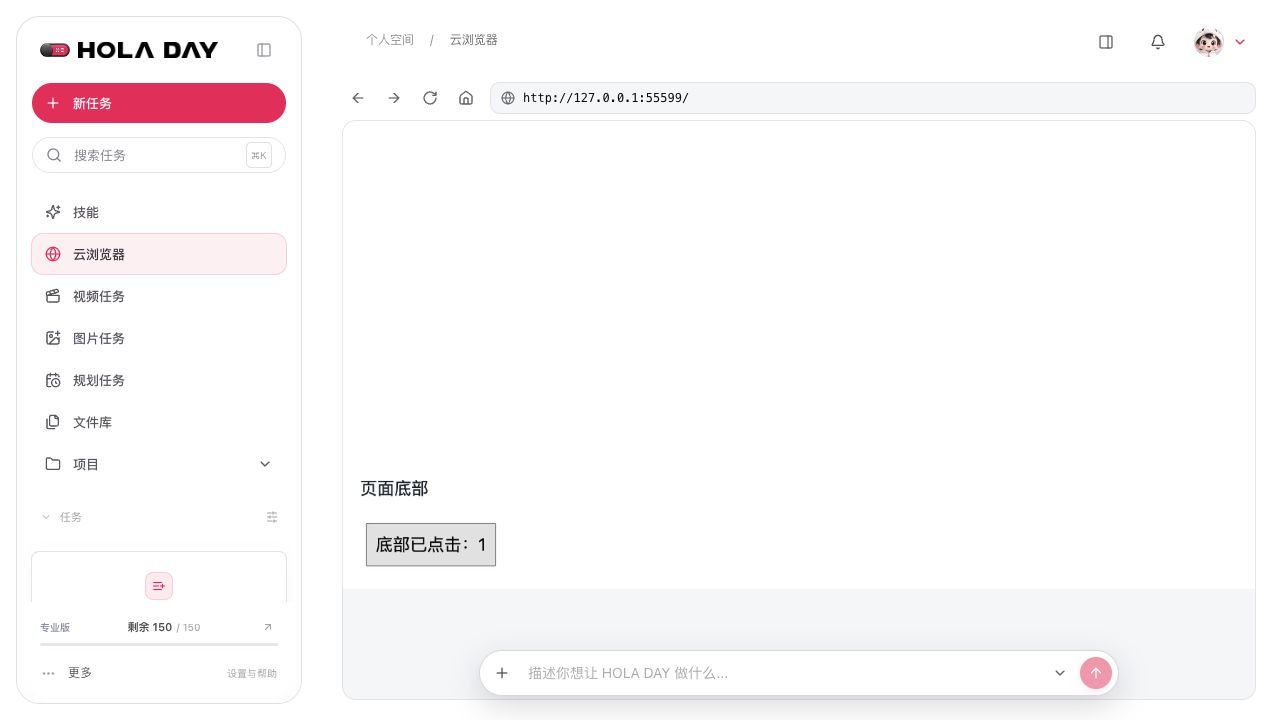 HOLA DAY
新任务
搜索任务 ⌘K
技能
云浏览器
视频任务
图片任务
规划任务
文件库
项目
任务
专业版 剩余 150 / 150
更多 设置与帮助
个人空间 / 云浏览器
http://127.0.0.1:55599/
页面底部
底部已点击：1
描述你想让 HOLA DAY 做什么...